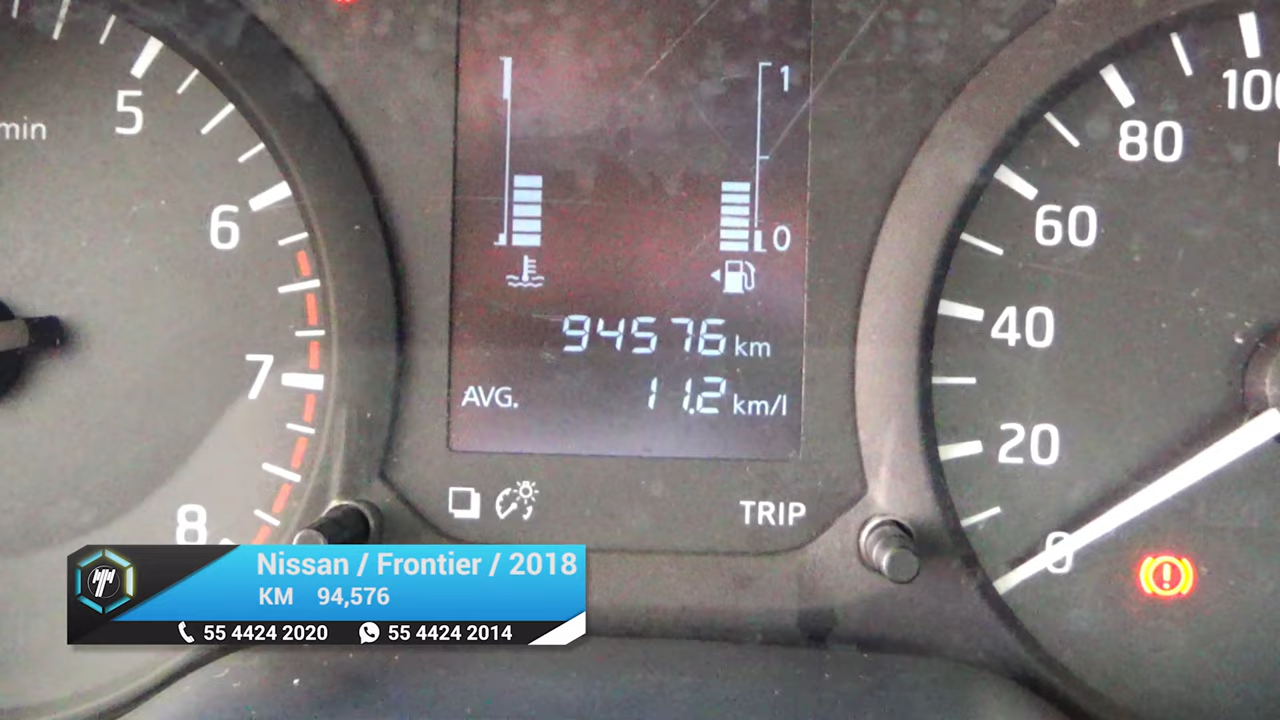 5
min
6
7
8
1
0
94576 km
AVG. 11.2 km/l
TRIP
100
80
60
40
20
0
Nissan / Frontier / 2018
KM 94,576
55 4424 2020 55 4424 2014